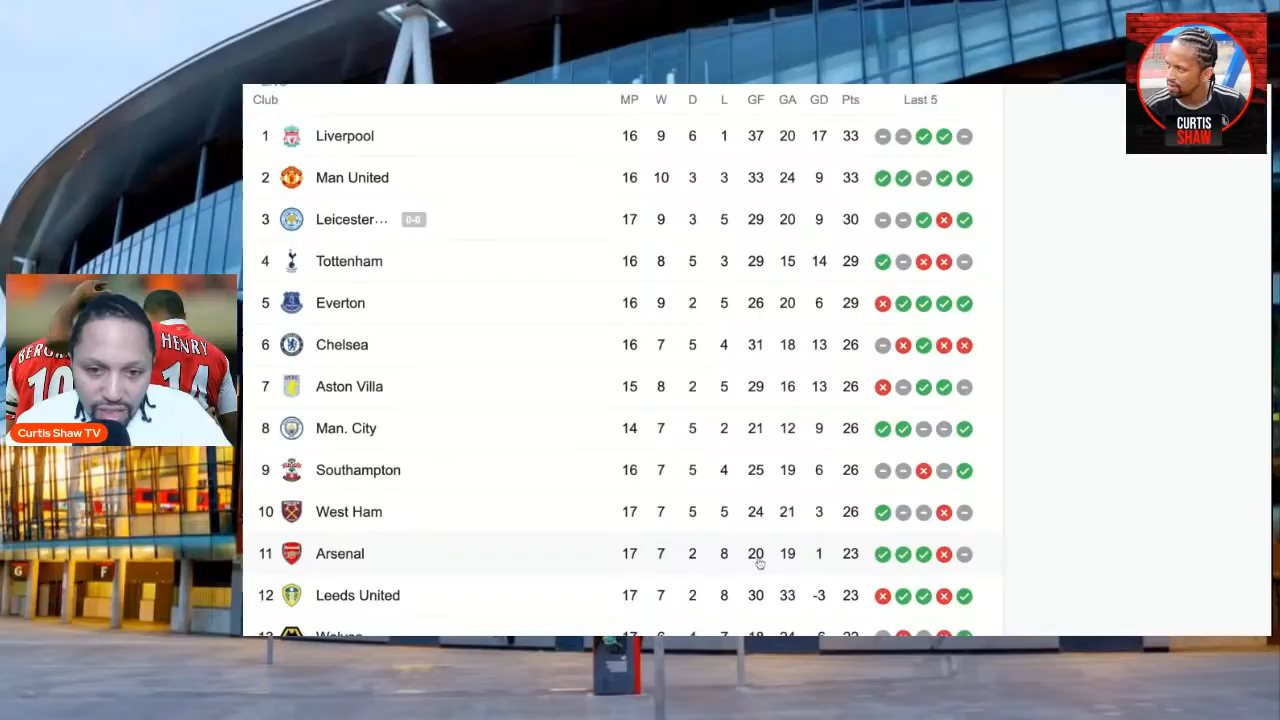 Club MP W D L GF GA GD Pts Last 5
1 Liverpool 16 9 6 1 37 20 17 33
2 Man United 16 10 3 3 33 24 9 33
3 Leicester... 0-0 17 9 3 5 29 20 9 30
4 Tottenham 16 8 5 3 29 15 14 29
5 Everton 16 9 2 5 26 20 6 29
6 Chelsea 16 7 5 4 31 18 13 26
7 Aston Villa 15 8 2 5 29 16 13 26
8 Man. City 14 7 5 2 21 12 9 26
9 Southampton 16 7 5 4 25 19 6 26
10 West Ham 17 7 5 5 24 21 3 26
11 Arsenal 17 7 2 8 20 19 1 23
12 Leeds United 17 7 2 8 30 33 -3 23
CURTIS
SHAW
HENRY
10
14
Curtis Shaw TV
G F